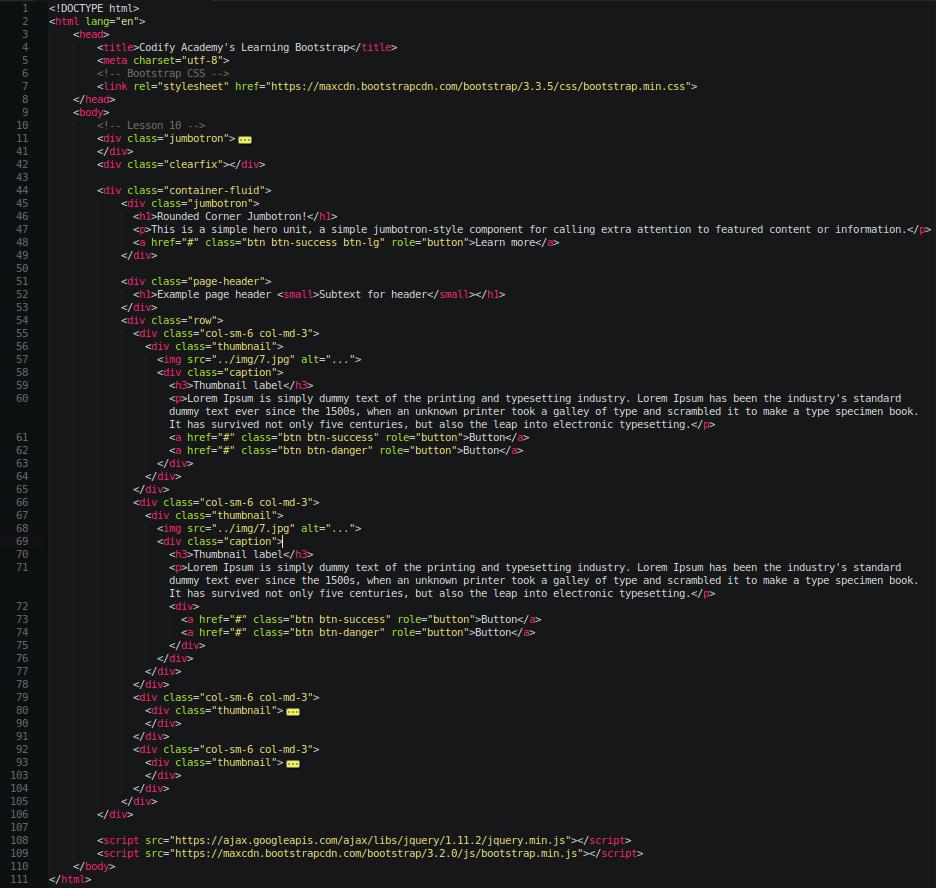 1 <!DOCTYPE html>
2 <html lang="en">
3 <head>
4 <title>Codify Academy's Learning Bootstrap</title>
5 <meta charset="utf-8">
6 <!-- Bootstrap CSS -->
7 <link rel="stylesheet" href="https://maxcdn.bootstrapcdn.com/bootstrap/3.3.5/css/bootstrap.min.css">
8 </head>
9 <body>
10 <!-- Lesson 10 -->
11 <div class="jumbotron">
41 </div>
42 <div class="clearfix"></div>
43
44 <div class="container-fluid">
45 <div class="jumbotron">
46 <h1>Rounded Corner Jumbotron!</h1>
47 <p>This is a simple hero unit, a simple jumbotron-style component for calling extra attention to featured content or information.</p>
48 <a href="#" class="btn btn-success btn-lg" role="button">Learn more</a>
49 </div>
50
51 <div class="page-header">
52 <h1>Example page header <small>Subtext for header</small></h1>
53 </div>
54 <div class="row">
55 <div class="col-sm-6 col-md-3">
56 <div class="thumbnail">
57 <img src="../img/7.jpg" alt="...">
58 <div class="caption">
59 <h3>Thumbnail label</h3>
60 <p>Lorem Ipsum is simply dummy text of the printing and typesetting industry. Lorem Ipsum has been the industry's standard
dummy text ever since the 1500s, when an unknown printer took a galley of type and scrambled it to make a type specimen book.
It has survived not only five centuries, but also the leap into electronic typesetting.</p>
61 <a href="#" class="btn btn-success" role="button">Button</a>
62 <a href="#" class="btn btn-danger" role="button">Button</a>
63 </div>
64 </div>
65 </div>
66 <div class="col-sm-6 col-md-3">
67 <div class="thumbnail">
68 <img src="../img/7.jpg" alt="...">
69 <div class="caption">
70 <h3>Thumbnail label</h3>
71 <p>Lorem Ipsum is simply dummy text of the printing and typesetting industry. Lorem Ipsum has been the industry's standard
dummy text ever since the 1500s, when an unknown printer took a galley of type and scrambled it to make a type specimen book.
It has survived not only five centuries, but also the leap into electronic typesetting.</p>
72 <div>
73 <a href="#" class="btn btn-success" role="button">Button</a>
74 <a href="#" class="btn btn-danger" role="button">Button</a>
75 </div>
76 </div>
77 </div>
78 </div>
79 <div class="col-sm-6 col-md-3">
80 <div class="thumbnail">
90 </div>
91 </div>
92 <div class="col-sm-6 col-md-3">
93 <div class="thumbnail">
103 </div>
104 </div>
105 </div>
106 </div>
107
108 <script src="https://ajax.googleapis.com/ajax/libs/jquery/1.11.2/jquery.min.js"></script>
109 <script src="https://maxcdn.bootstrapcdn.com/bootstrap/3.2.0/js/bootstrap.min.js"></script>
110 </body>
111 </html>